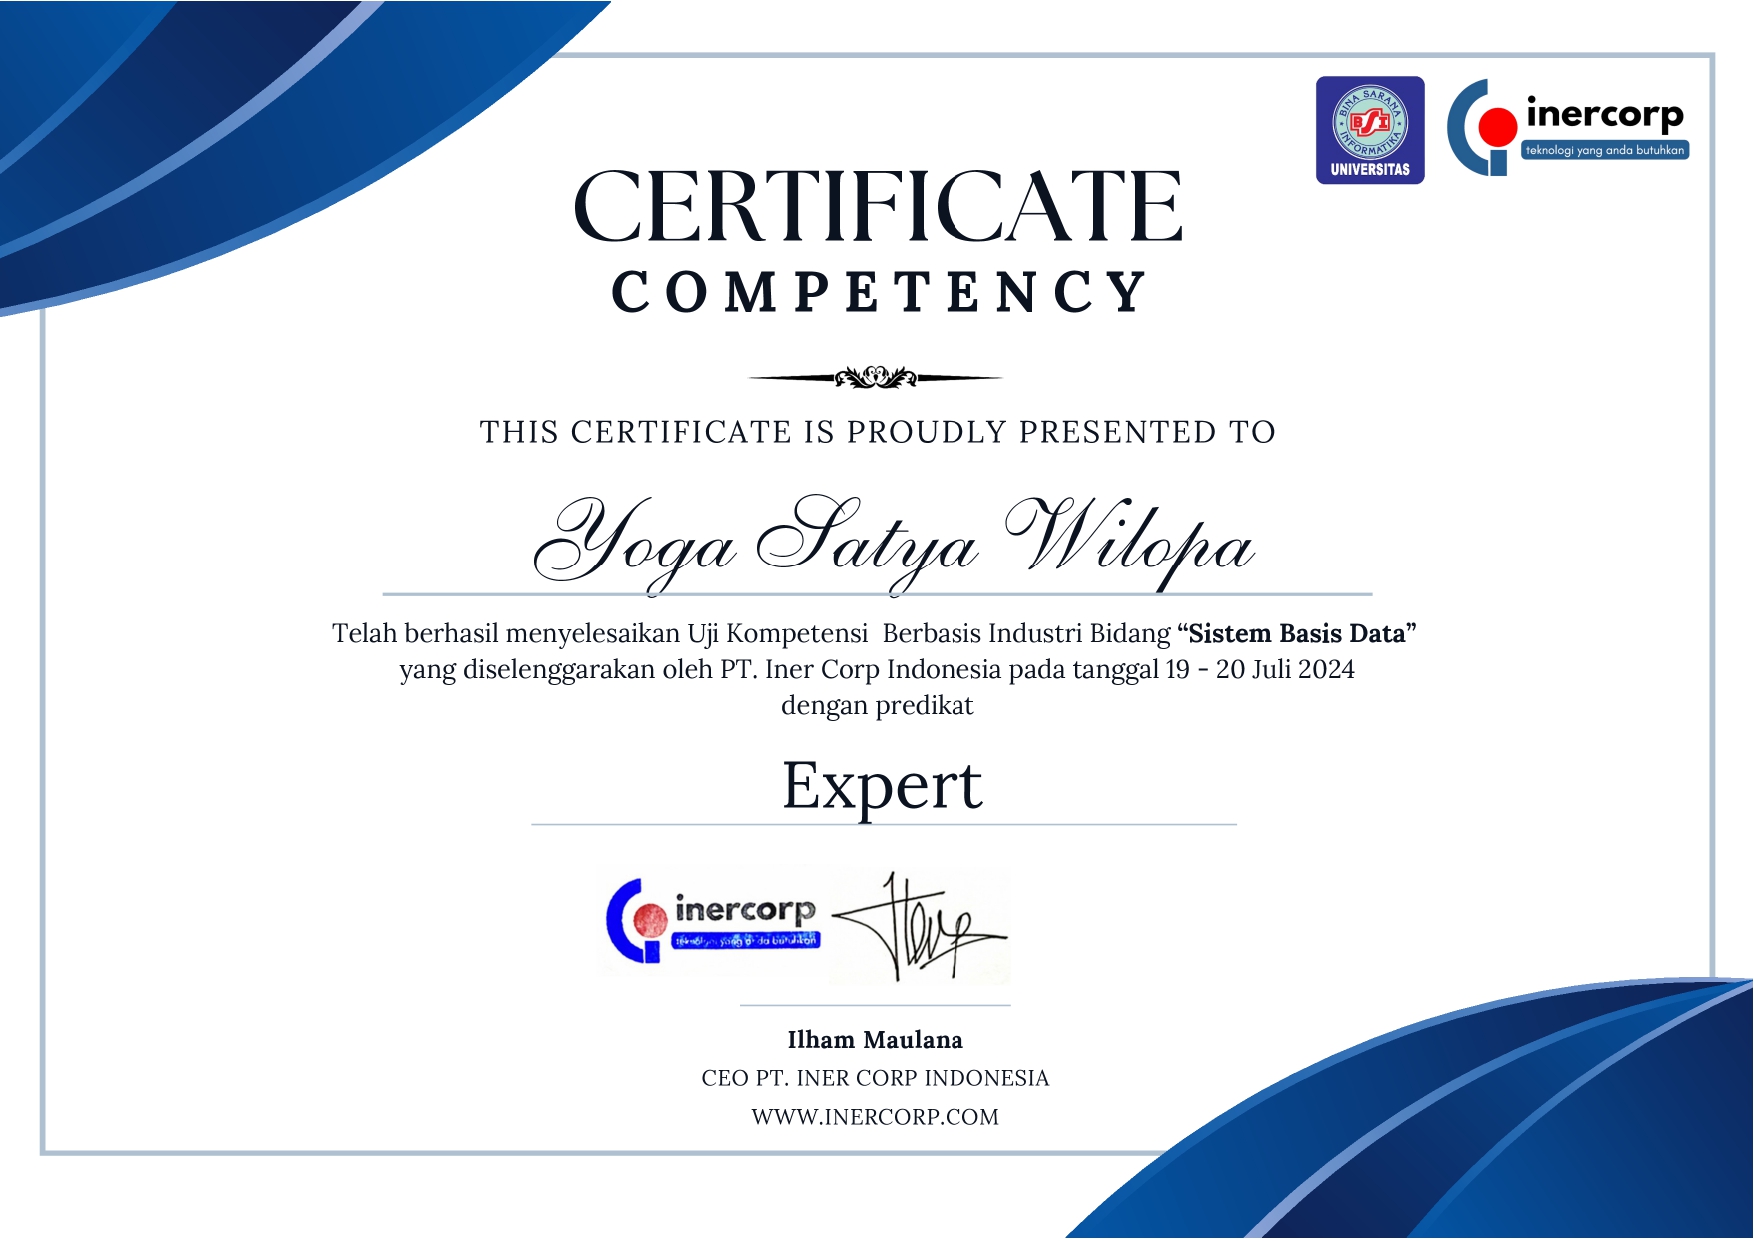 BINA SARANA
BSI
INFORMATIKA
UNIVERSITAS
inercorp
teknologi yang anda butuhkan
CERTIFICATE
COMPETENCY
THIS CERTIFICATE IS PROUDLY PRESENTED TO
Yoga Satya Wilopa
Telah berhasil menyelesaikan Uji Kompetensi  Berbasis Industri Bidang “Sistem Basis Data”
yang diselenggarakan oleh PT. Iner Corp Indonesia pada tanggal 19 - 20 Juli 2024
dengan predikat
Expert
inercorp
teknologi yang anda butuhkan
Ilham Maulana
CEO PT. INER CORP INDONESIA
WWW.INERCORP.COM